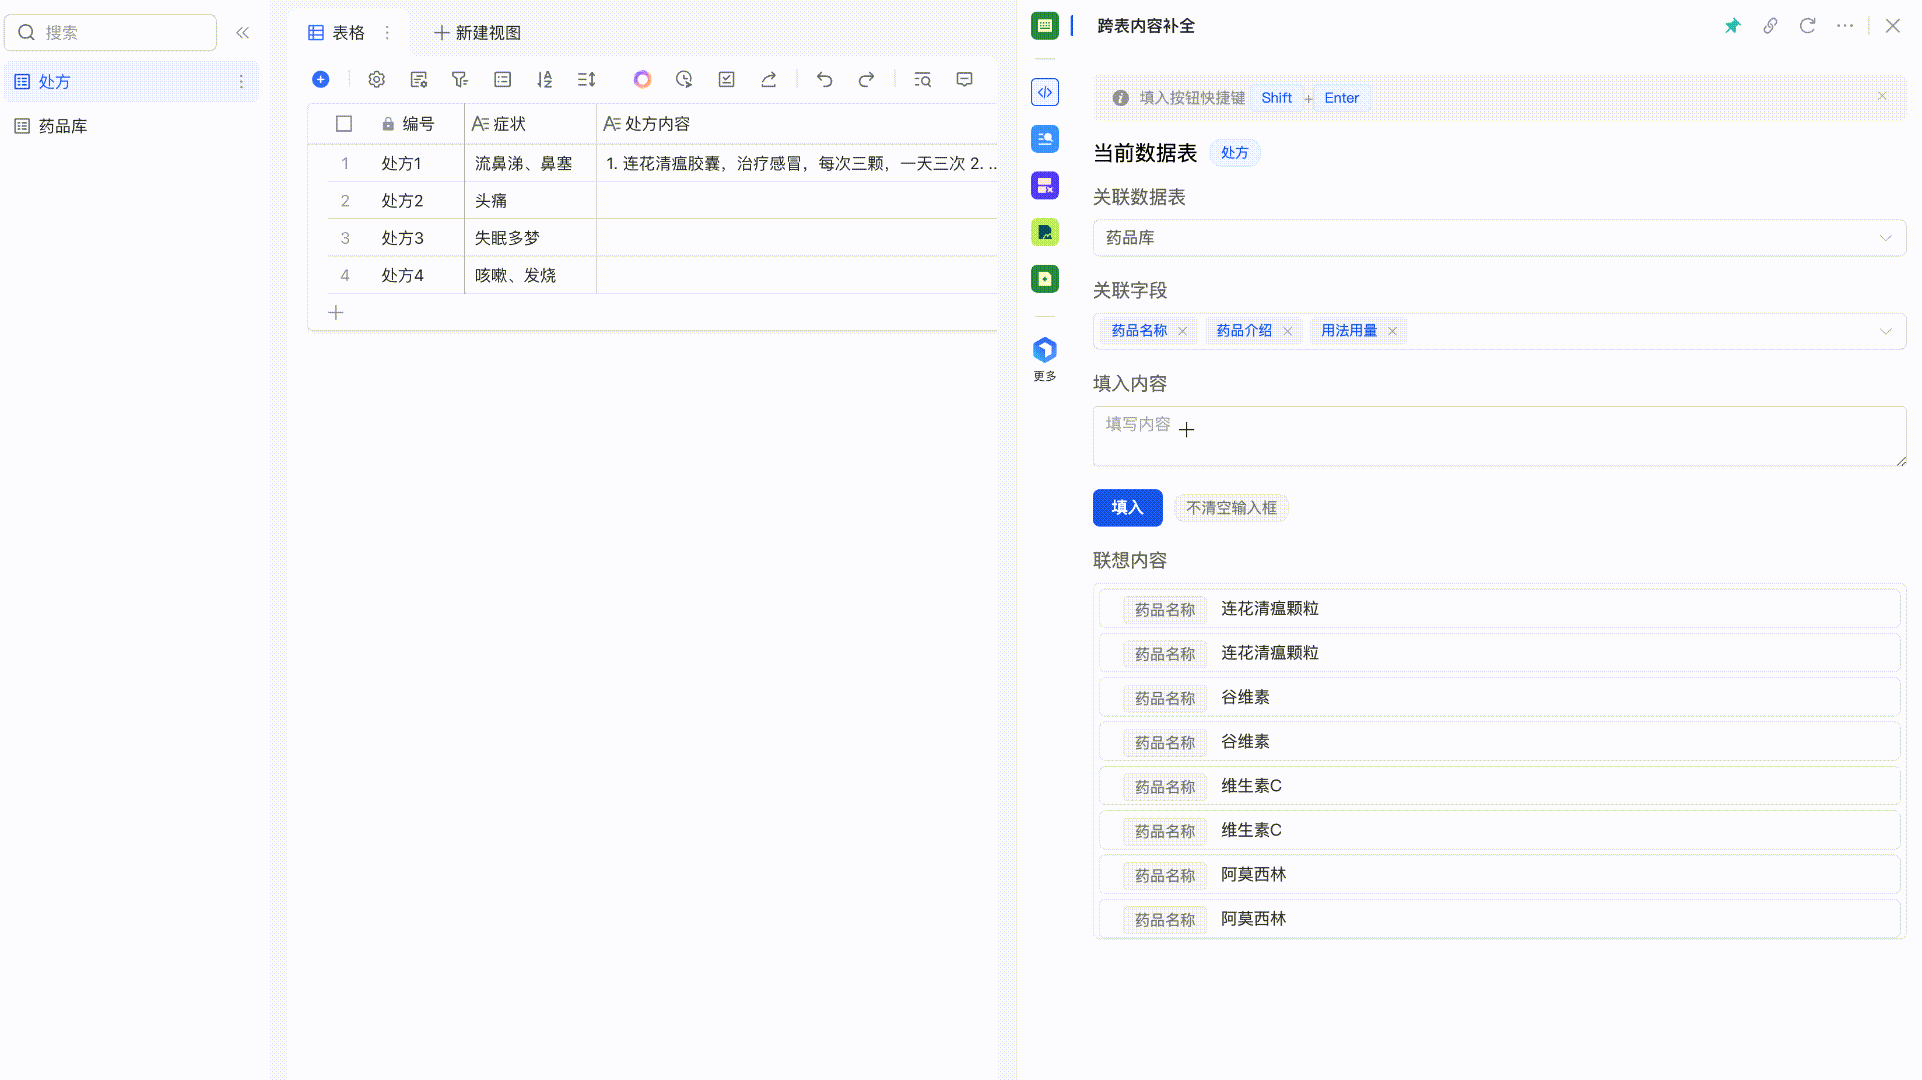 搜索
处方
药品库
表格
新建视图
编号
症状
处方内容
1 处方1 流鼻涕、鼻塞 1. 连花清瘟胶囊，治疗感冒，每次三颗，一天三次 2. ..
2 处方2 头痛
3 处方3 失眠多梦
4 处方4 咳嗽、发烧
更多
跨表内容补全
填入按钮快捷键 Shift + Enter
当前数据表 处方
关联数据表
药品库
关联字段
药品名称 药品介绍 用法用量
填入内容
填写内容
填入 不清空输入框
联想内容
药品名称 连花清瘟颗粒
药品名称 连花清瘟颗粒
药品名称 谷维素
药品名称 谷维素
药品名称 维生素C
药品名称 维生素C
药品名称 阿莫西林
药品名称 阿莫西林